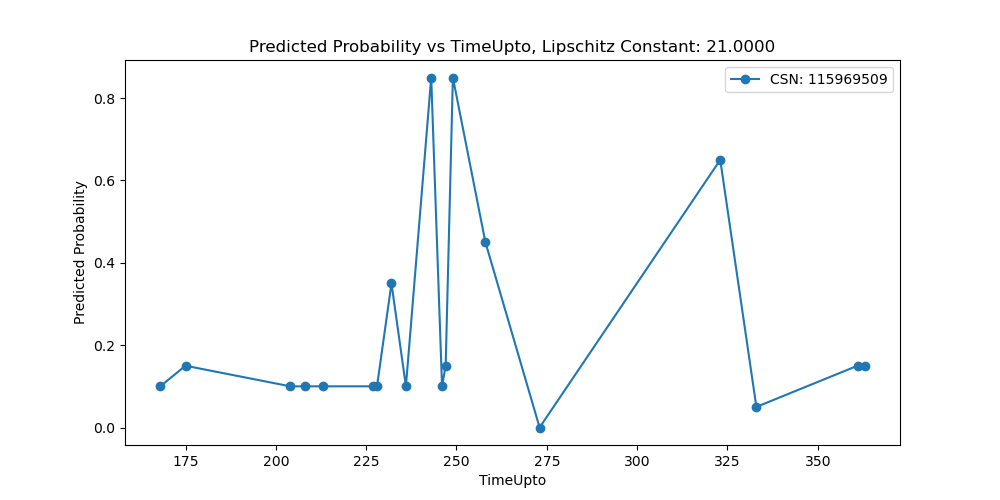 Predicted Probability vs TimeUpto, Lipschitz Constant: 21.0000
CSN: 115969509
Predicted Probability
0.8
0.6
0.4
0.2
0.0
175 200 225 250 275 300 325 350
TimeUpto